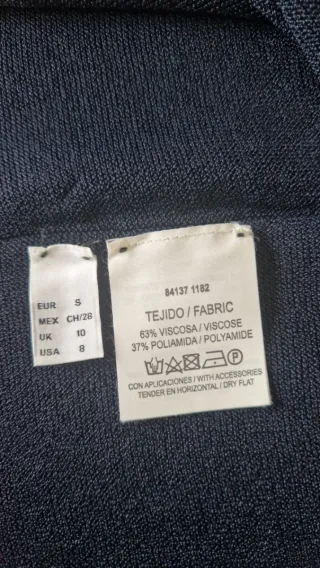 EUR S
MEX CH/28
UK 10
USA 8
84137 1182
TEJIDO / FABRIC
63% VISCOSA / VISCOSE
37% POLIAMIDA / POLYAMIDE
CON APLICACIONES / WITH ACCESSORIES
TENDER EN HORIZONTAL / DRY FLAT